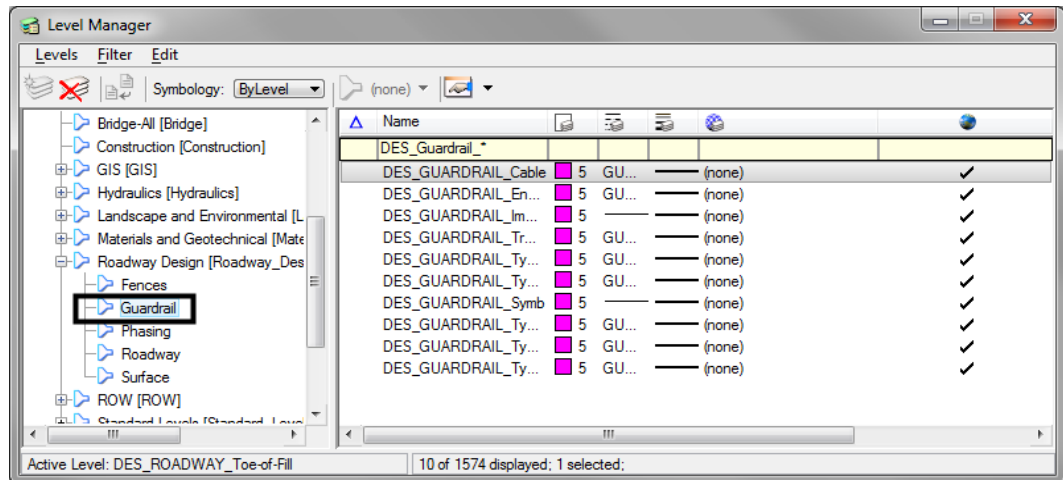 Level Manager
Levels Filter Edit
Symbology: ByLevel (none)
Bridge-All [Bridge]
Construction [Construction]
GIS [GIS]
Hydraulics [Hydraulics]
Landscape and Environmental [L
Materials and Geotechnical [Mate
Roadway Design [Roadway_Des
Fences
Guardrail
Phasing
Roadway
Surface
ROW [ROW]
Standard Levels [Standard_Leve
Name
DES_Guardrail_*
DES_GUARDRAIL_Cable 5 GU... (none)
DES_GUARDRAIL_En... 5 GU... (none)
DES_GUARDRAIL_Im... 5 (none)
DES_GUARDRAIL_Tr... 5 GU... (none)
DES_GUARDRAIL_Ty... 5 GU... (none)
DES_GUARDRAIL_Ty... 5 GU... (none)
DES_GUARDRAIL_Symb 5 (none)
DES_GUARDRAIL_Ty... 5 GU... (none)
DES_GUARDRAIL_Ty... 5 GU... (none)
DES_GUARDRAIL_Ty... 5 GU... (none)
Active Level: DES_ROADWAY_Toe-of-Fill
10 of 1574 displayed; 1 selected;